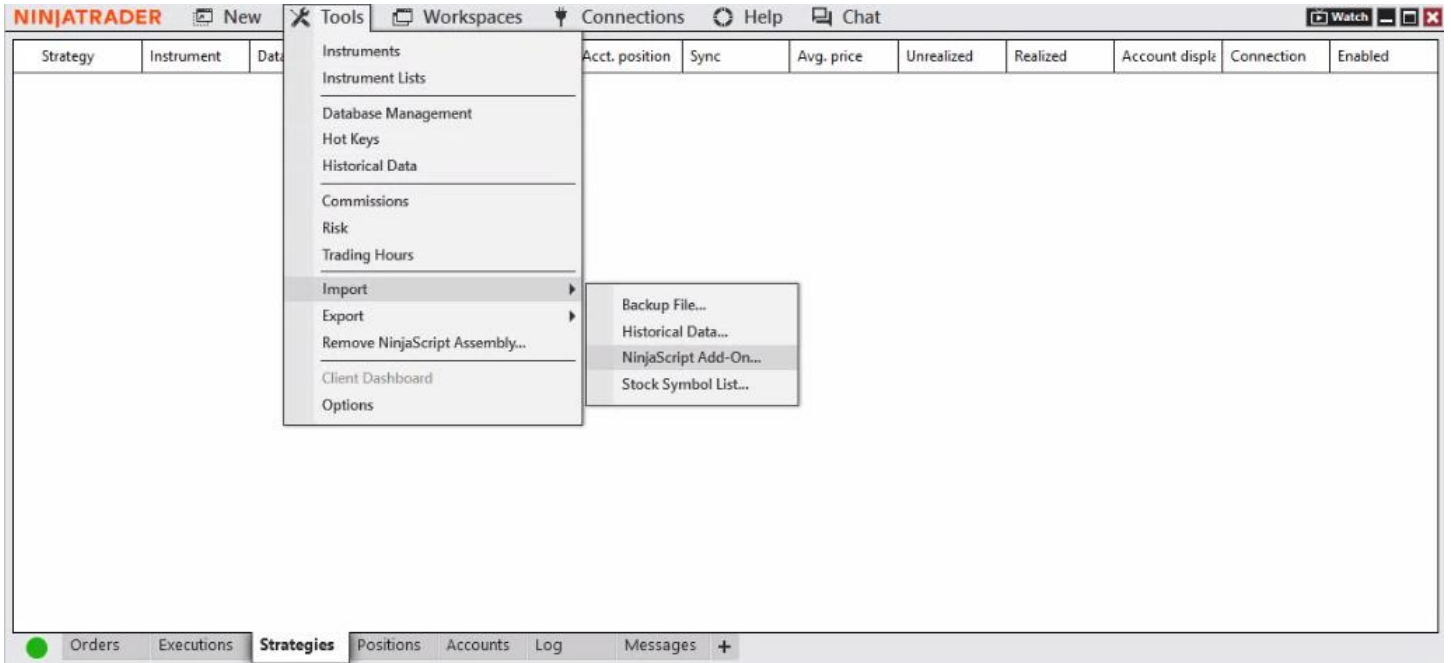 NINJATRADER New Tools Workspaces Connections Help Chat Watch
Strategy Instrument Data Acct. position Sync Avg. price Unrealized Realized Account displa Connection Enabled
Instruments
Instrument Lists
Database Management
Hot Keys
Historical Data
Commissions
Risk
Trading Hours
Import
Export
Remove NinjaScript Assembly...
Client Dashboard
Options
Backup File...
Historical Data...
NinjaScript Add-On...
Stock Symbol List...
Orders Executions Strategies Positions Accounts Log Messages +